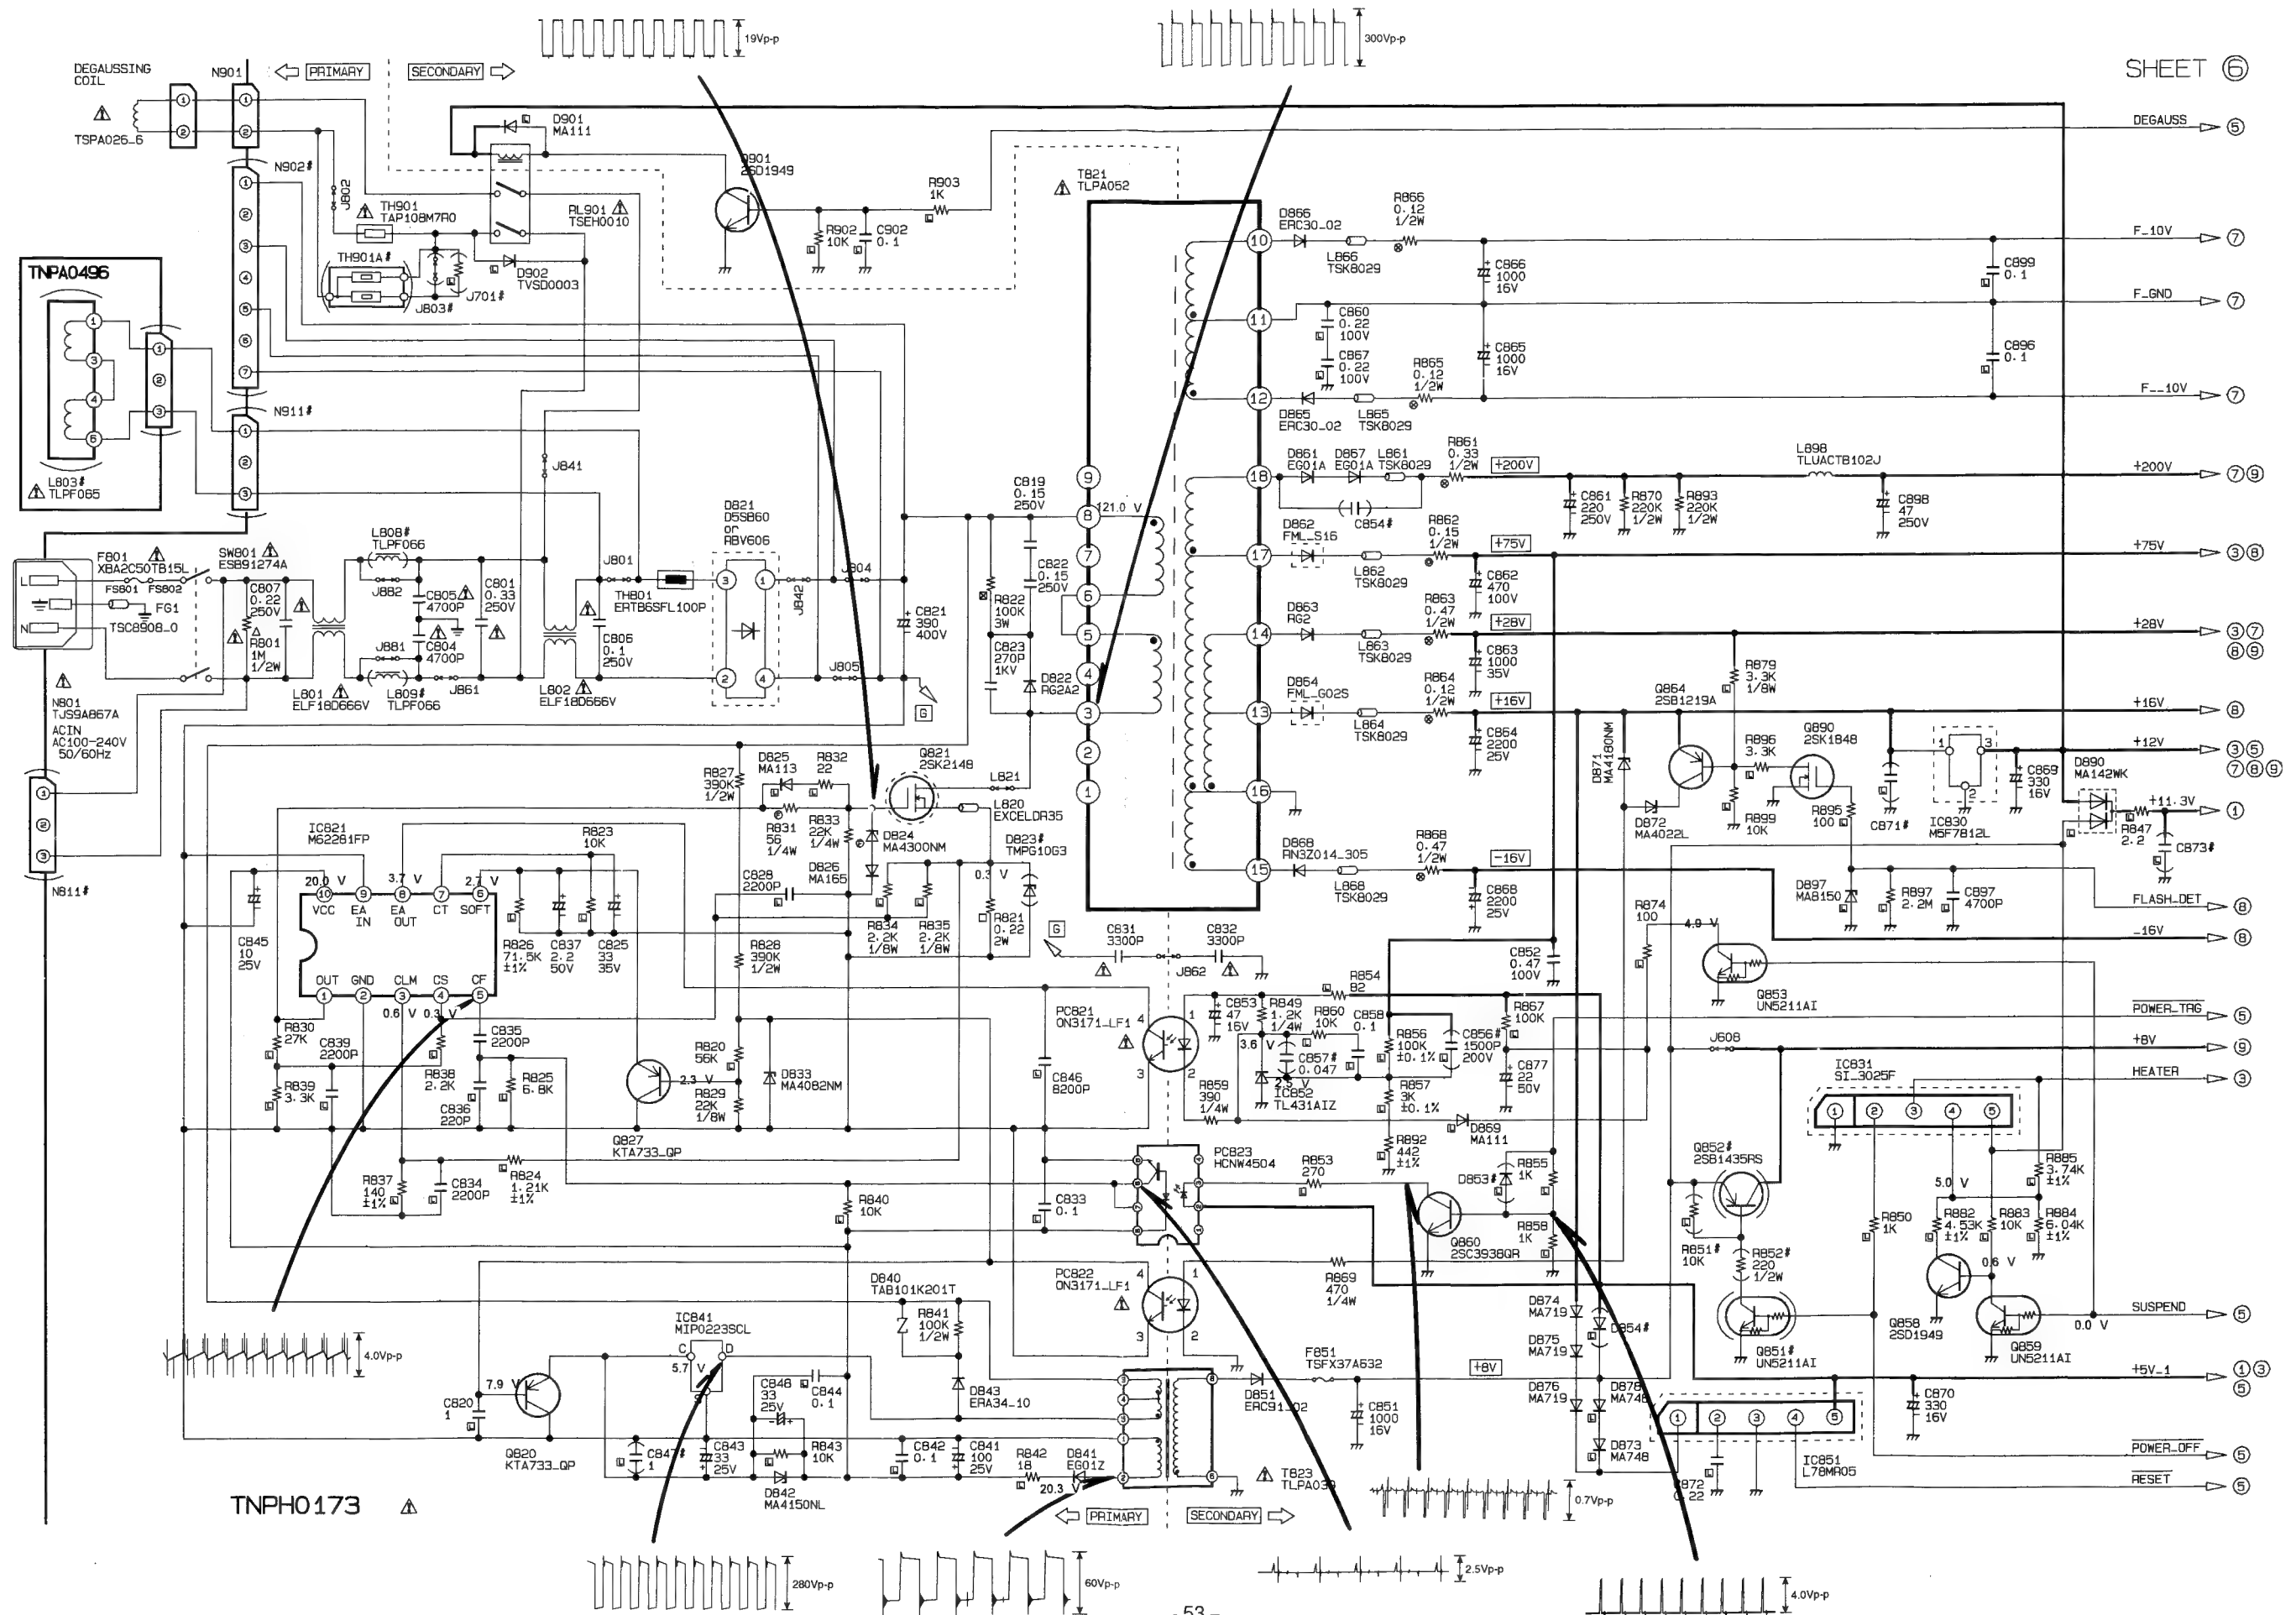 19Vp-p
300Vp-p
SHEET ⑥
DEGAUSSING
COIL
TSPA025_6
N901
PRIMARY
SECONDARY
D901
MA111
DEGAUSS ⑤
N902#
J802
TH901
TAP108M7R0
TH901A#
J803#
J701#
RL901
TSEH0010
D902
TVSD0003
2SD1949
R903
1K
R902
10K
C902
0.1
T821
TLPA052
D866
ERC30_02
R866
0.12
1/2W
L866
TSK8029
C866
1000
16V
C899
0.1
F_10V ⑦
F_GND ⑦
C860
0.22
100V
C867
0.22
100V
R865
0.12
1/2W
C865
1000
16V
C896
0.1
D865
ERC30_02
L865
TSK8029
F__10V ⑦
TNPA0496
L803#
TLPF065
N911#
J841
D861
EG01A
D867
EG01A
L861
TSK8029
R861
0.33
1/2W
+200V
C854#
C861
220
250V
R870
220K
1/2W
R893
220K
1/2W
L898
TLUACTB102J
C898
47
250V
+200V ⑦⑨
F801
XBA2C50TB15L
FS801 FS802
SW801
ESB91274A
L
N
FG1
TSC8908_0
C807
0.22
250V
R801
1M
1/2W
L808#
TLPF066
J882
C805
4700P
C804
4700P
J881
L809#
TLPF066
J861
C801
0.33
250V
L801
ELF18D666V
L802
ELF18D666V
C806
0.1
250V
J801
TH801
ERTB6SFL100P
D821
D5SB60
or
RBV606
J842
J804
J805
C821
390
400V
G
C819
0.15
250V
121.0 V
C822
0.15
250V
R822
100K
3W
C823
270P
1KV
D822
RG2A2
D862
FML_S16
L862
TSK8029
R862
0.15
1/2W
+75V
C862
470
100V
+75V ③⑧
D863
RG2
L863
TSK8029
R863
0.47
1/2W
+28V
C863
1000
35V
+28V ③⑦
⑧⑨
D864
FML_G02S
L864
TSK8029
R864
0.12
1/2W
+16V
C864
2200
25V
+16V ⑧
N801
TJS9A867A
ACIN
AC100-240V
50/60Hz
N811#
R879
3.3K
1/8W
Q864
2SB1219A
D871
MA4180NM
D872
MA4022L
R896
3.3K
R899
10K
Q890
2SK1848
R895
100
C871#
IC830
M5F7812L
C869
330
16V
+12V ③⑤
⑦⑧⑨
D890
MA142WK
+11.3V ①
R847
2.2
C873#
D897
MA8150
R897
2.2M
C897
4700P
FLASH_DET ⑧
-16V ⑧
D868
RN3Z014_305
L868
TSK8029
R868
0.47
1/2W
-16V
C868
2200
25V
R827
390K
1/2W
D825
MA113
R832
22
R831
56
1/4W
R833
22K
1/4W
D824
MA4300NM
D826
MA165
Q821
2SK2148
L821
L820
EXCELDR35
D823#
TMPG10G3
0.3 V
R821
0.22
2W
C828
2200P
R834
2.2K
1/8W
R835
2.2K
1/8W
R828
390K
1/2W
IC821
M62281FP
20.0 V
3.7 V
2.7 V
VCC
EA
IN
EA
OUT
CT
SOFT
OUT
GND
CLM
CS
CF
0.6 V
0.3 V
R823
10K
R826
71.5K
±1%
C837
2.2
50V
C825
33
35V
C845
10
25V
R830
27K
R839
3.3K
C839
2200P
R838
2.2K
C835
2200P
C836
220P
R825
6.8K
R837
140
±1%
C834
2200P
R824
1.21K
±1%
Q827
KTA733_QP
R820
56K
2.3 V
R829
22K
1/8W
D833
MA4082NM
R840
10K
G
C831
3300P
C832
3300P
J862
PC821
ON3171_LF1
C846
8200P
C833
0.1
C853
47
16V
R849
1.2K
1/4W
R854
82
R860
10K
C858
0.1
3.6 V
C857#
0.047
2.5 V
IC852
TL431AIZ
R859
390
1/4W
R856
100K
±0.1%
R857
3K
±0.1%
C856#
1500P
200V
R892
442
±1%
D869
MA111
C852
0.47
100V
R867
100K
C877
22
50V
R874
100
4.9 V
Q853
UN5211AI
POWER_TRG ⑤
J608
+8V ⑨
IC831
SI_3025F
HEATER ③
PC823
HCNW4504
R853
270
D853#
R855
1K
R858
1K
Q860
2SC3938QR
Q852#
2SB1435RS
R851#
10K
R852#
220
1/2W
Q851#
UN5211AI
R850
1K
5.0 V
R882
4.53K
±1%
R883
10K
R885
3.74K
±1%
R884
6.04K
±1%
0.6 V
Q858
2SD1949
Q859
UN5211AI
0.0 V
SUSPEND ⑤
PC822
ON3171_LF1
R869
470
1/4W
D840
TAB101K201T
R841
100K
1/2W
D843
ERA34_10
IC841
MIP0223SCL
C
D
S
5.7 V
4.0Vp-p
7.9 V
C820
1
Q820
KTA733_QP
C847#
1
C843
33
25V
C848
33
25V
C844
0.1
R843
10K
D842
MA4150NL
C842
0.1
C841
100
25V
R842
18
D841
EG01Z
20.3 V
T823
D851
ERC91_02
F851
TSFX37A632
+8V
C851
1000
16V
D874
MA719
D875
MA719
D876
MA719
D854#
D878
MA748
D873
MA748
IC851
L78MR05
22
C870
330
16V
+5V_1 ①③
⑤
POWER_OFF ⑤
RESET ⑤
TNPH0173
PRIMARY
SECONDARY
0.7Vp-p
280Vp-p
60Vp-p
2.5Vp-p
4.0Vp-p
- 53 -